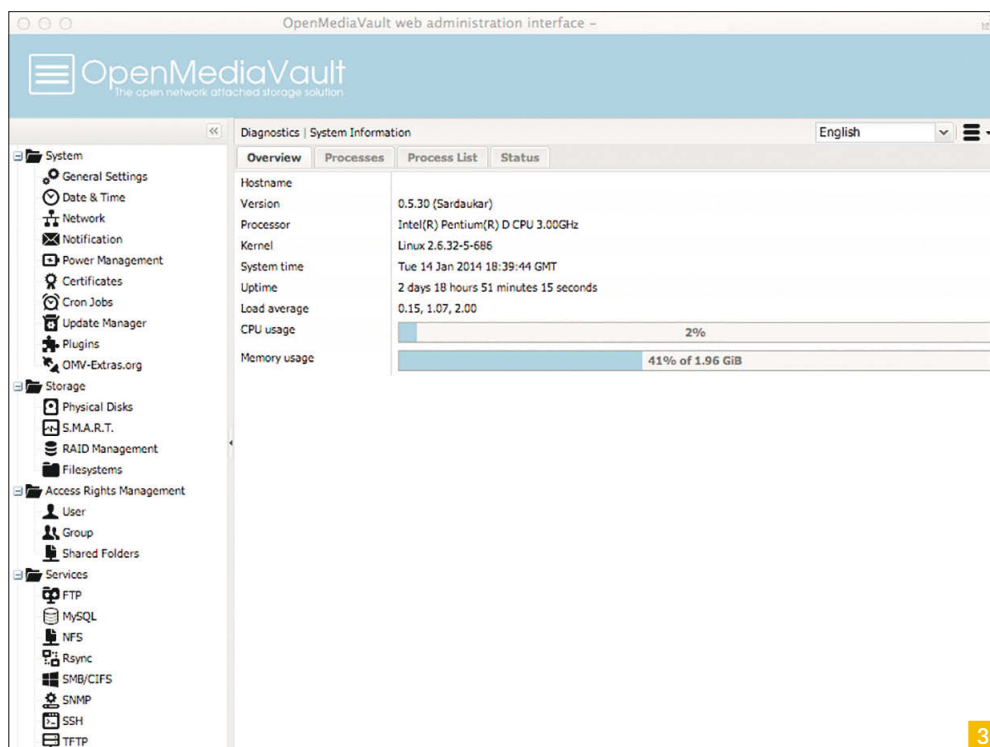 OpenMediaVault web administration interface –
OpenMediaVault
The open network attached storage solution
Diagnostics | System Information
English
Overview Processes Process List Status
System
General Settings
Date & Time
Network
Notification
Power Management
Certificates
Cron Jobs
Update Manager
Plugins
OMV-Extras.org
Storage
Physical Disks
S.M.A.R.T.
RAID Management
Filesystems
Access Rights Management
User
Group
Shared Folders
Services
FTP
MySQL
NFS
Rsync
SMB/CIFS
SNMP
SSH
TFTP
Hostname
Version 0.5.30 (Sardaukar)
Processor Intel(R) Pentium(R) D CPU 3.00GHz
Kernel Linux 2.6.32-5-686
System time Tue 14 Jan 2014 18:39:44 GMT
Uptime 2 days 18 hours 51 minutes 15 seconds
Load average 0.15, 1.07, 2.00
CPU usage 2%
Memory usage 41% of 1.96 GiB
3